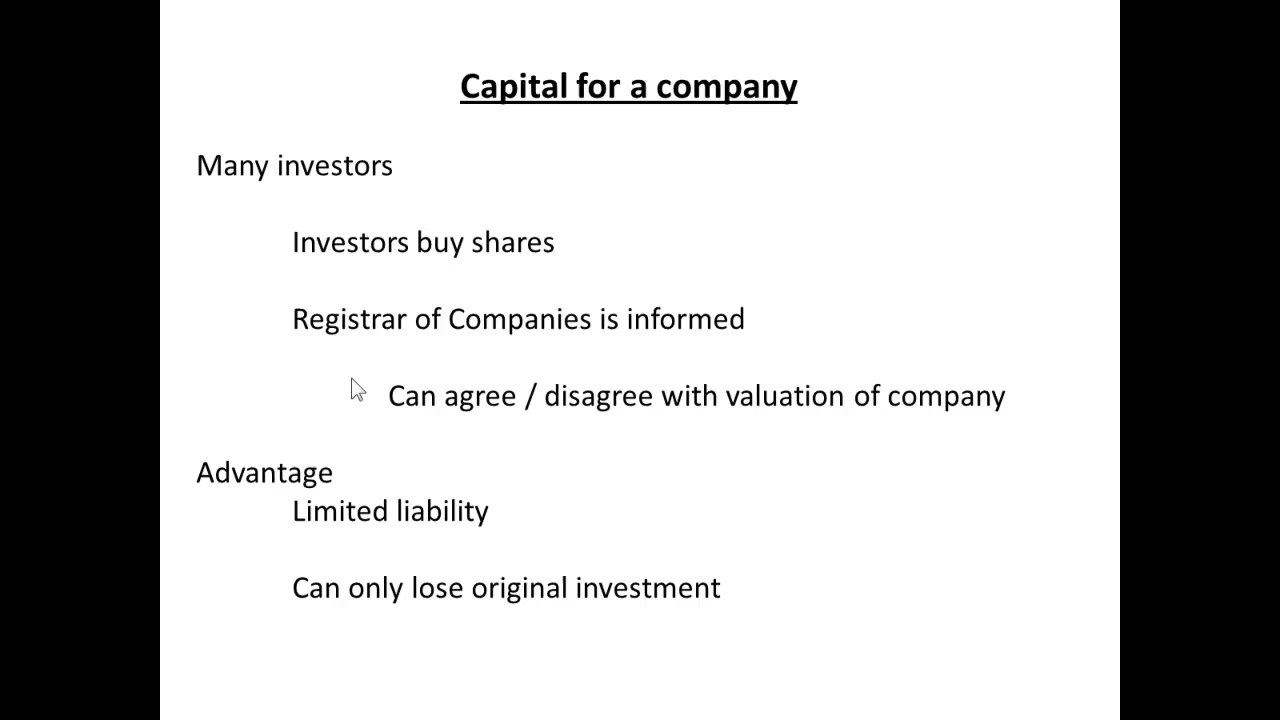 Capital for a company
Many investors
Investors buy shares
Registrar of Companies is informed
Can agree / disagree with valuation of company
Advantage
Limited liability
Can only lose original investment